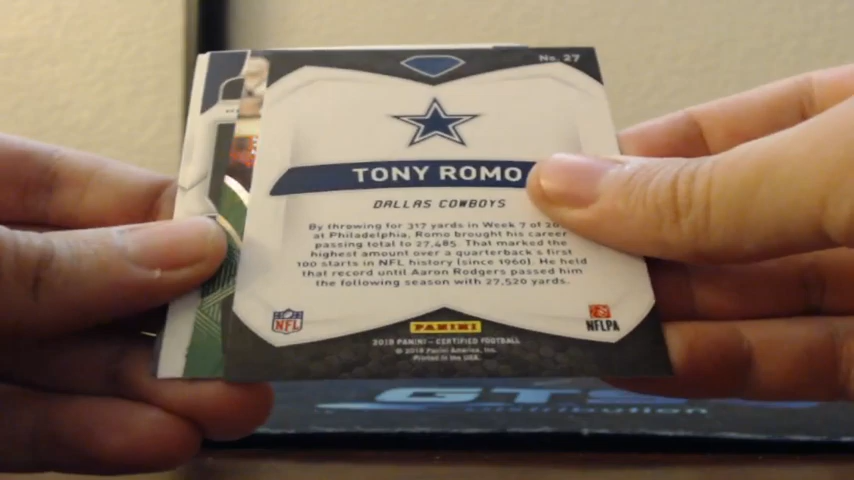 No. 27
TONY ROMO
DALLAS COWBOYS
By throwing for 317 yards in Week 7 of
at Philadelphia, Romo brought his career
passing total to 27,485. That marked the
highest amount over a quarterback's first
100 starts in NFL history (since 1960). He held
that record until Aaron Rodgers passed him
the following season with 27,520 yards.
NFL
PANINI
NFLPA
2018 PANINI - CERTIFIED FOOTBALL
© 2018 Panini America, Inc.
Printed in the USA.
GTS
Distribution